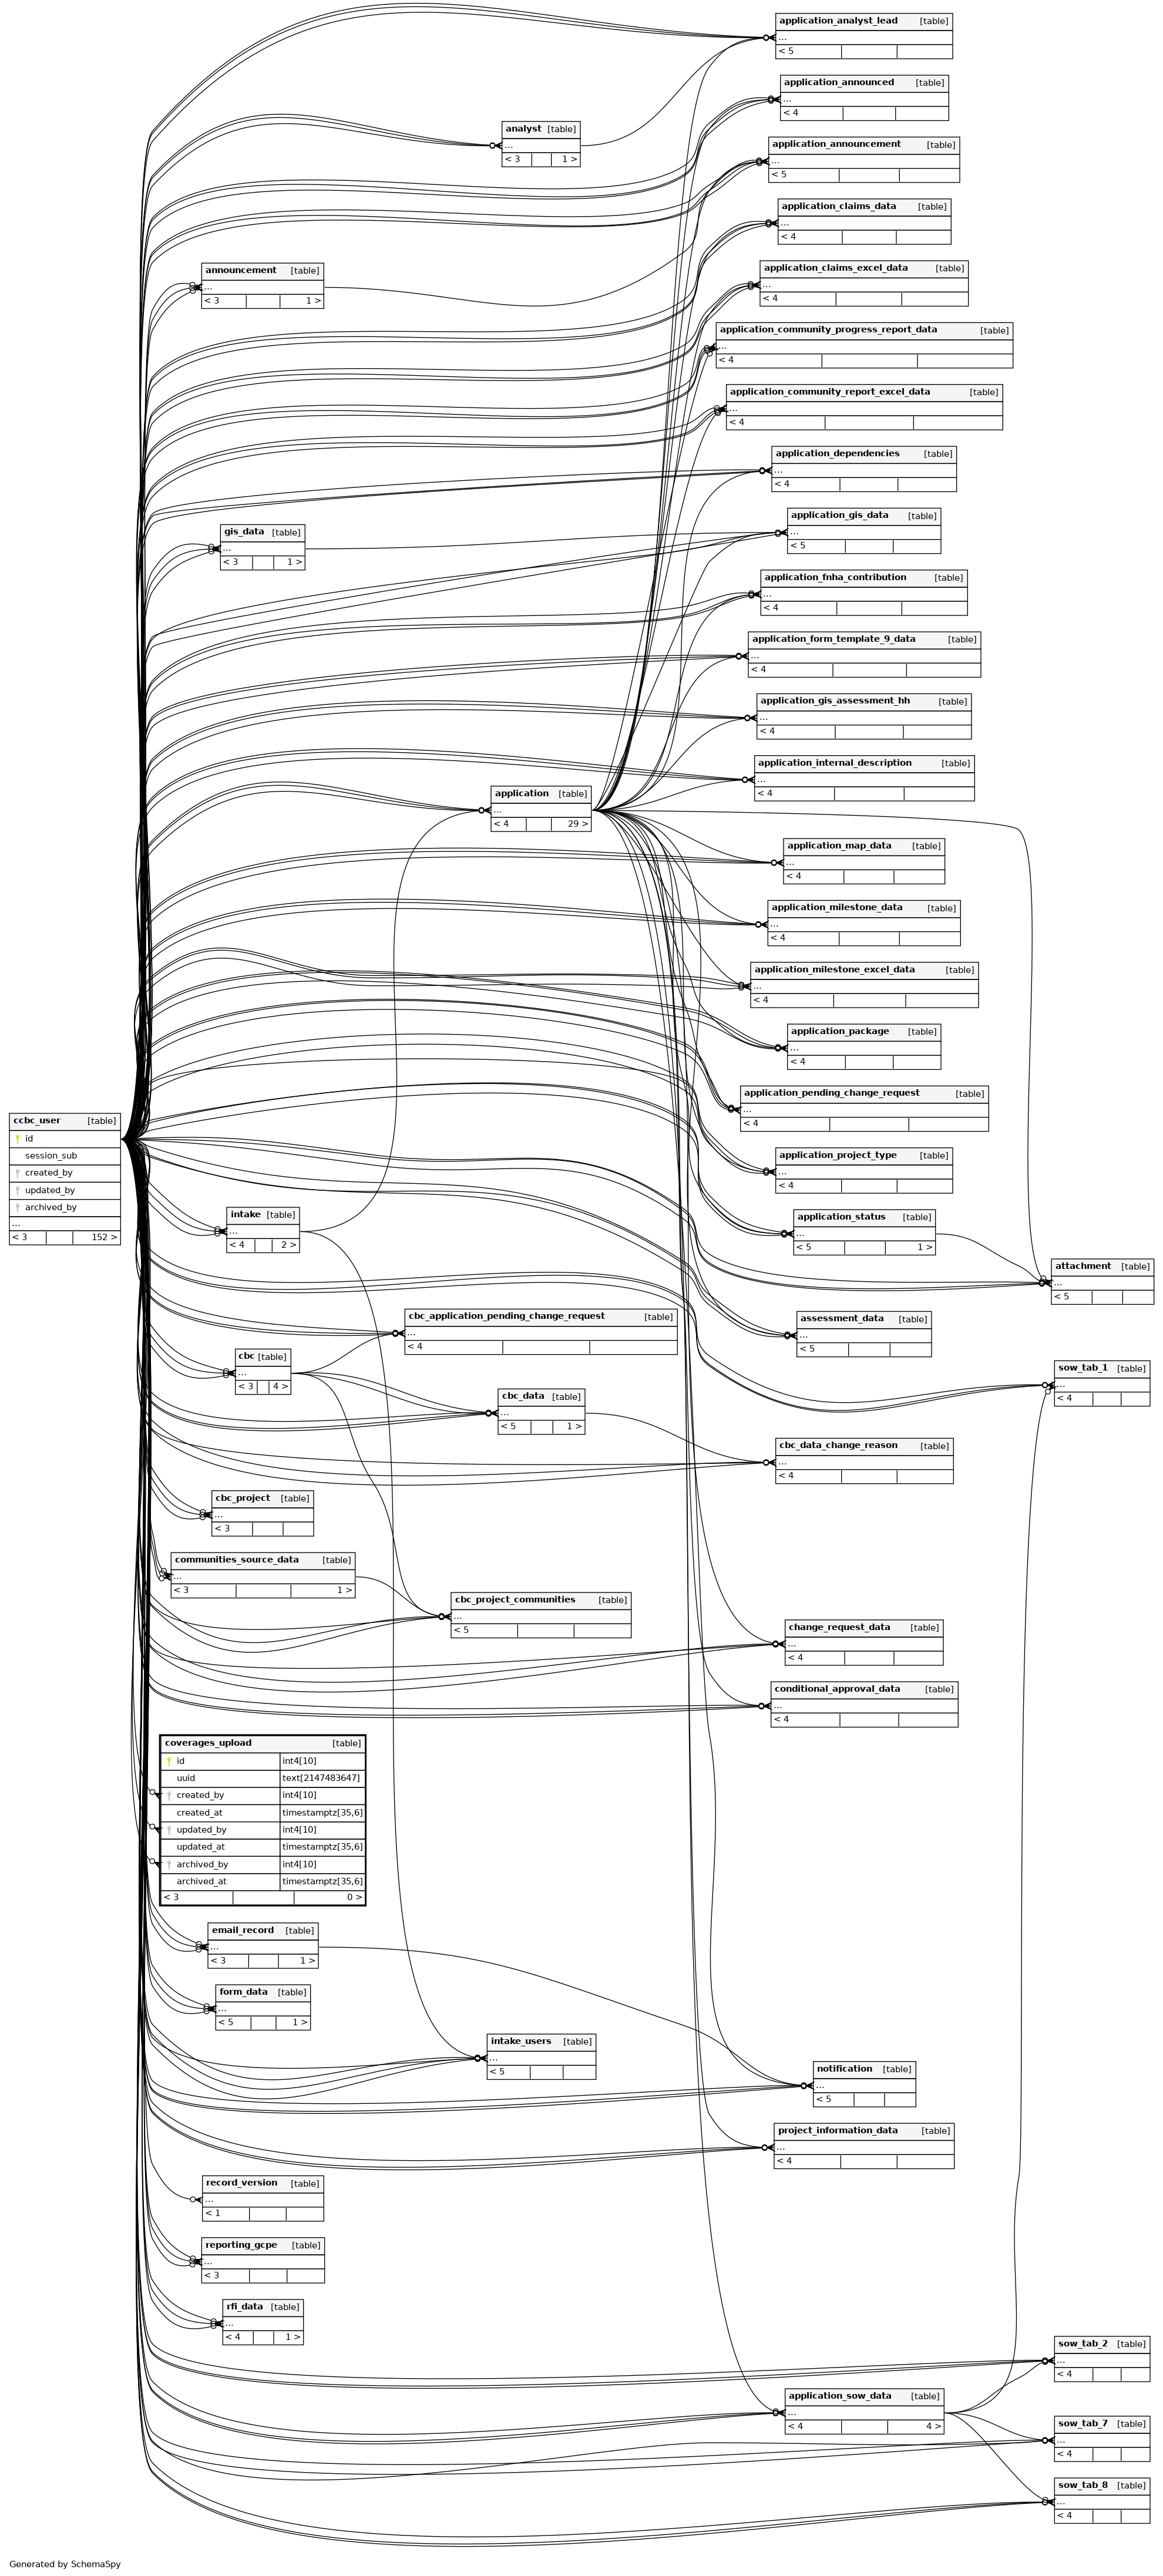 application_analyst_lead [table]
...
< 5
application_announced [table]
...
< 4
analyst [table]
...
< 3 1 >
application_announcement [table]
...
< 5
application_claims_data [table]
...
< 4
announcement [table]
...
< 3 1 >
application_claims_excel_data [table]
...
< 4
application_community_progress_report_data [table]
...
< 4
application_community_report_excel_data [table]
...
< 4
application_dependencies [table]
...
< 4
application_gis_data [table]
...
< 5
gis_data [table]
...
< 3 1 >
application_fnha_contribution [table]
...
< 4
application_form_template_9_data [table]
...
< 4
application_gis_assessment_hh [table]
...
< 4
application_internal_description [table]
...
< 4
application [table]
...
< 4 29 >
application_map_data [table]
...
< 4
application_milestone_data [table]
...
< 4
application_milestone_excel_data [table]
...
< 4
application_package [table]
...
< 4
application_pending_change_request [table]
...
< 4
ccbc_user [table]
id
session_sub
created_by
updated_by
archived_by
...
< 3 152 >
application_project_type [table]
...
< 4
intake [table]
...
< 4 2 >
application_status [table]
...
< 5 1 >
attachment [table]
...
< 5
cbc_application_pending_change_request [table]
...
< 4
assessment_data [table]
...
< 5
cbc [table]
...
< 3 4 >
sow_tab_1 [table]
...
< 4
cbc_data [table]
...
< 5 1 >
cbc_data_change_reason [table]
...
< 4
cbc_project [table]
...
< 3
communities_source_data [table]
...
< 3 1 >
cbc_project_communities [table]
...
< 5
change_request_data [table]
...
< 4
conditional_approval_data [table]
...
< 4
coverages_upload [table]
id int4[10]
uuid text[2147483647]
created_by int4[10]
created_at timestamptz[35,6]
updated_by int4[10]
updated_at timestamptz[35,6]
archived_by int4[10]
archived_at timestamptz[35,6]
< 3 0 >
email_record [table]
...
< 3 1 >
form_data [table]
...
< 5 1 >
intake_users [table]
...
< 5
notification [table]
...
< 5
project_information_data [table]
...
< 4
record_version [table]
...
< 1
reporting_gcpe [table]
...
< 3
rfi_data [table]
...
< 4 1 >
sow_tab_2 [table]
...
< 4
application_sow_data [table]
...
< 4 4 >
sow_tab_7 [table]
...
< 4
sow_tab_8 [table]
...
< 4
Generated by SchemaSpy